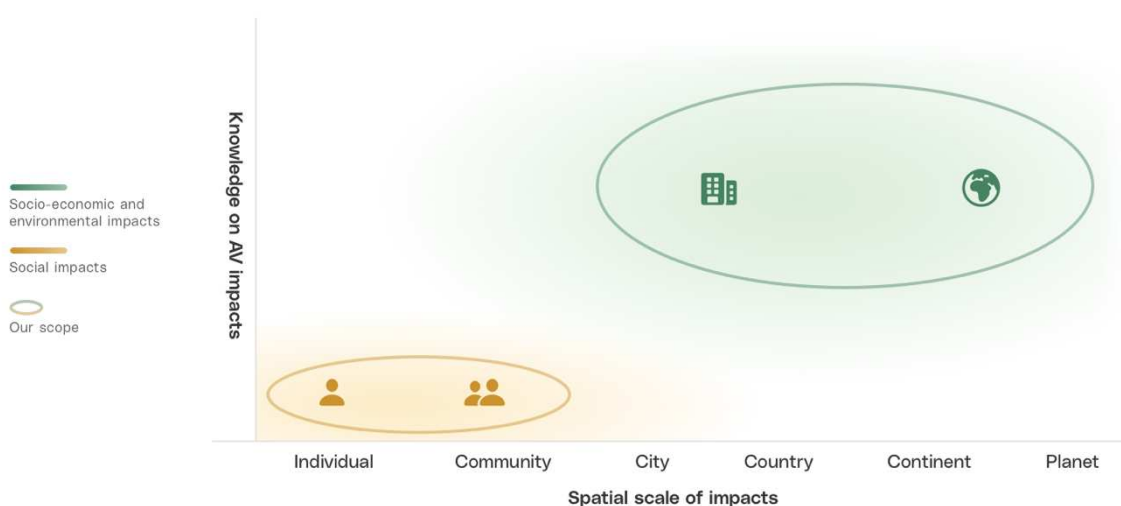 Knowledge on AV impacts
Socio-economic and
environmental impacts
Social impacts
Our scope
Individual
Community
City
Country
Continent
Planet
Spatial scale of impacts